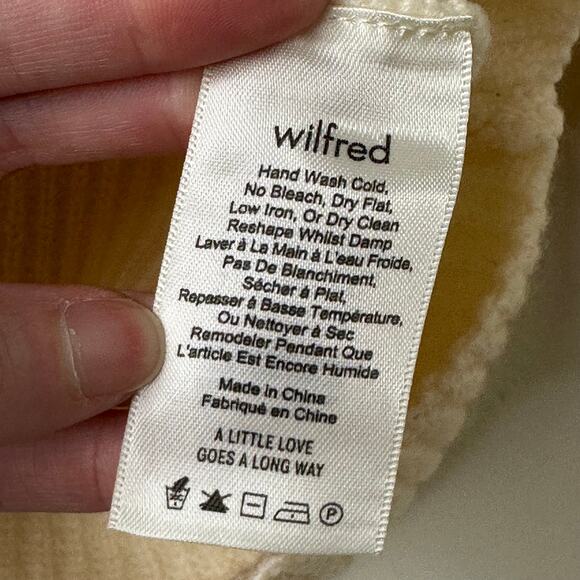 wilfred
Hand Wash Cold,
No Bleach, Dry Flat,
Low Iron, Or Dry Clean
Reshape Whilst Damp
Laver à La Main à L'eau Froide,
Pas De Blanchiment,
Sécher à Plat,
Repasser à Basse Température,
Ou Nettoyer à Sec
Remodeler Pendant Que
L'article Est Encore Humide
Made in China
Fabriqué en Chine
A LITTLE LOVE
GOES A LONG WAY
P